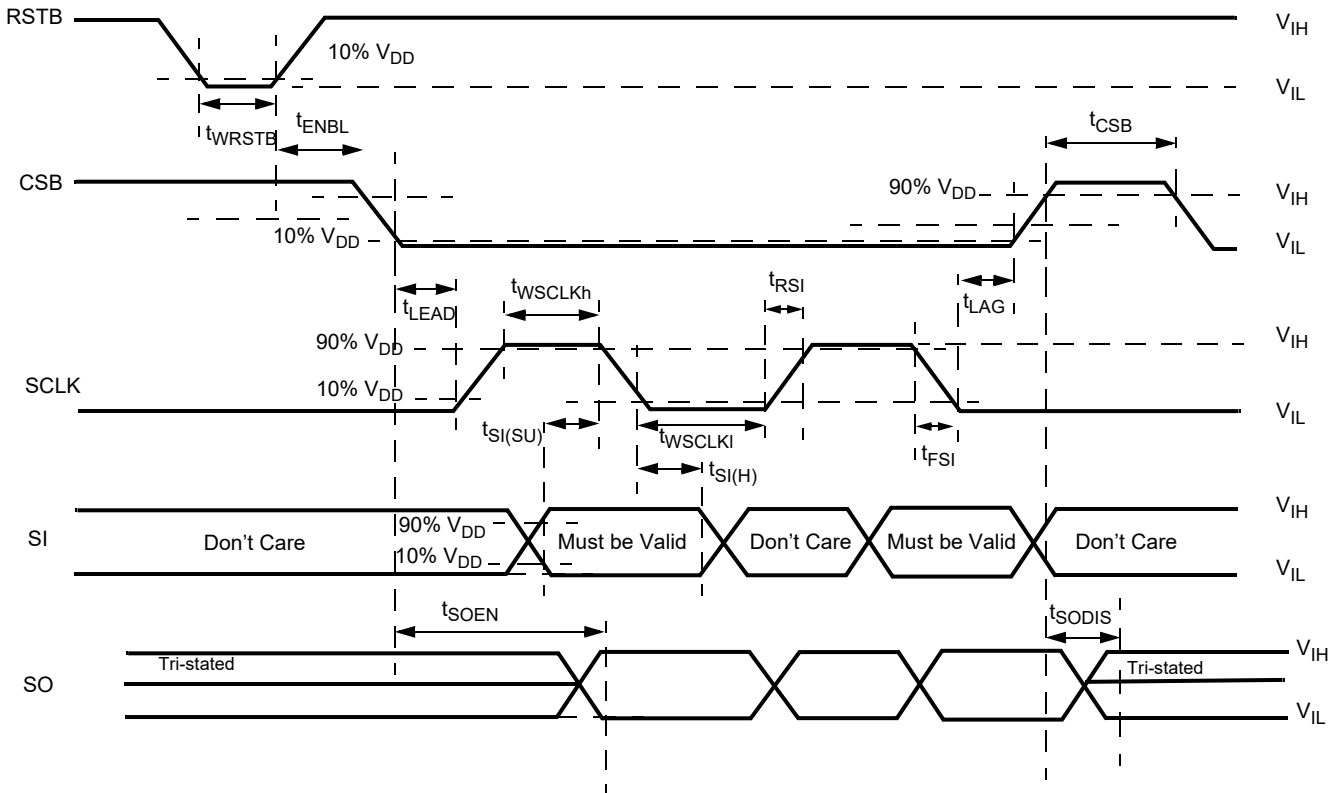 RSTB
V_IH
10% V_DD
V_IL
t_WRSTB
t_ENBL
t_CSB
CSB
90% V_DD
V_IH
10% V_DD
V_IL
t_LEAD
t_WSCLKh
t_RSI
t_LAG
90% V_DD
V_IH
SCLK
10% V_DD
V_IL
t_SI(SU)
t_WSCLKl
t_FSI
t_SI(H)
SI
90% V_DD
V_IH
Don't Care
Must be Valid
Don't Care
Must be Valid
Don't Care
10% V_DD
V_IL
t_SOEN
t_SODIS
Tri-stated
Tri-stated
V_IH
SO
V_IL